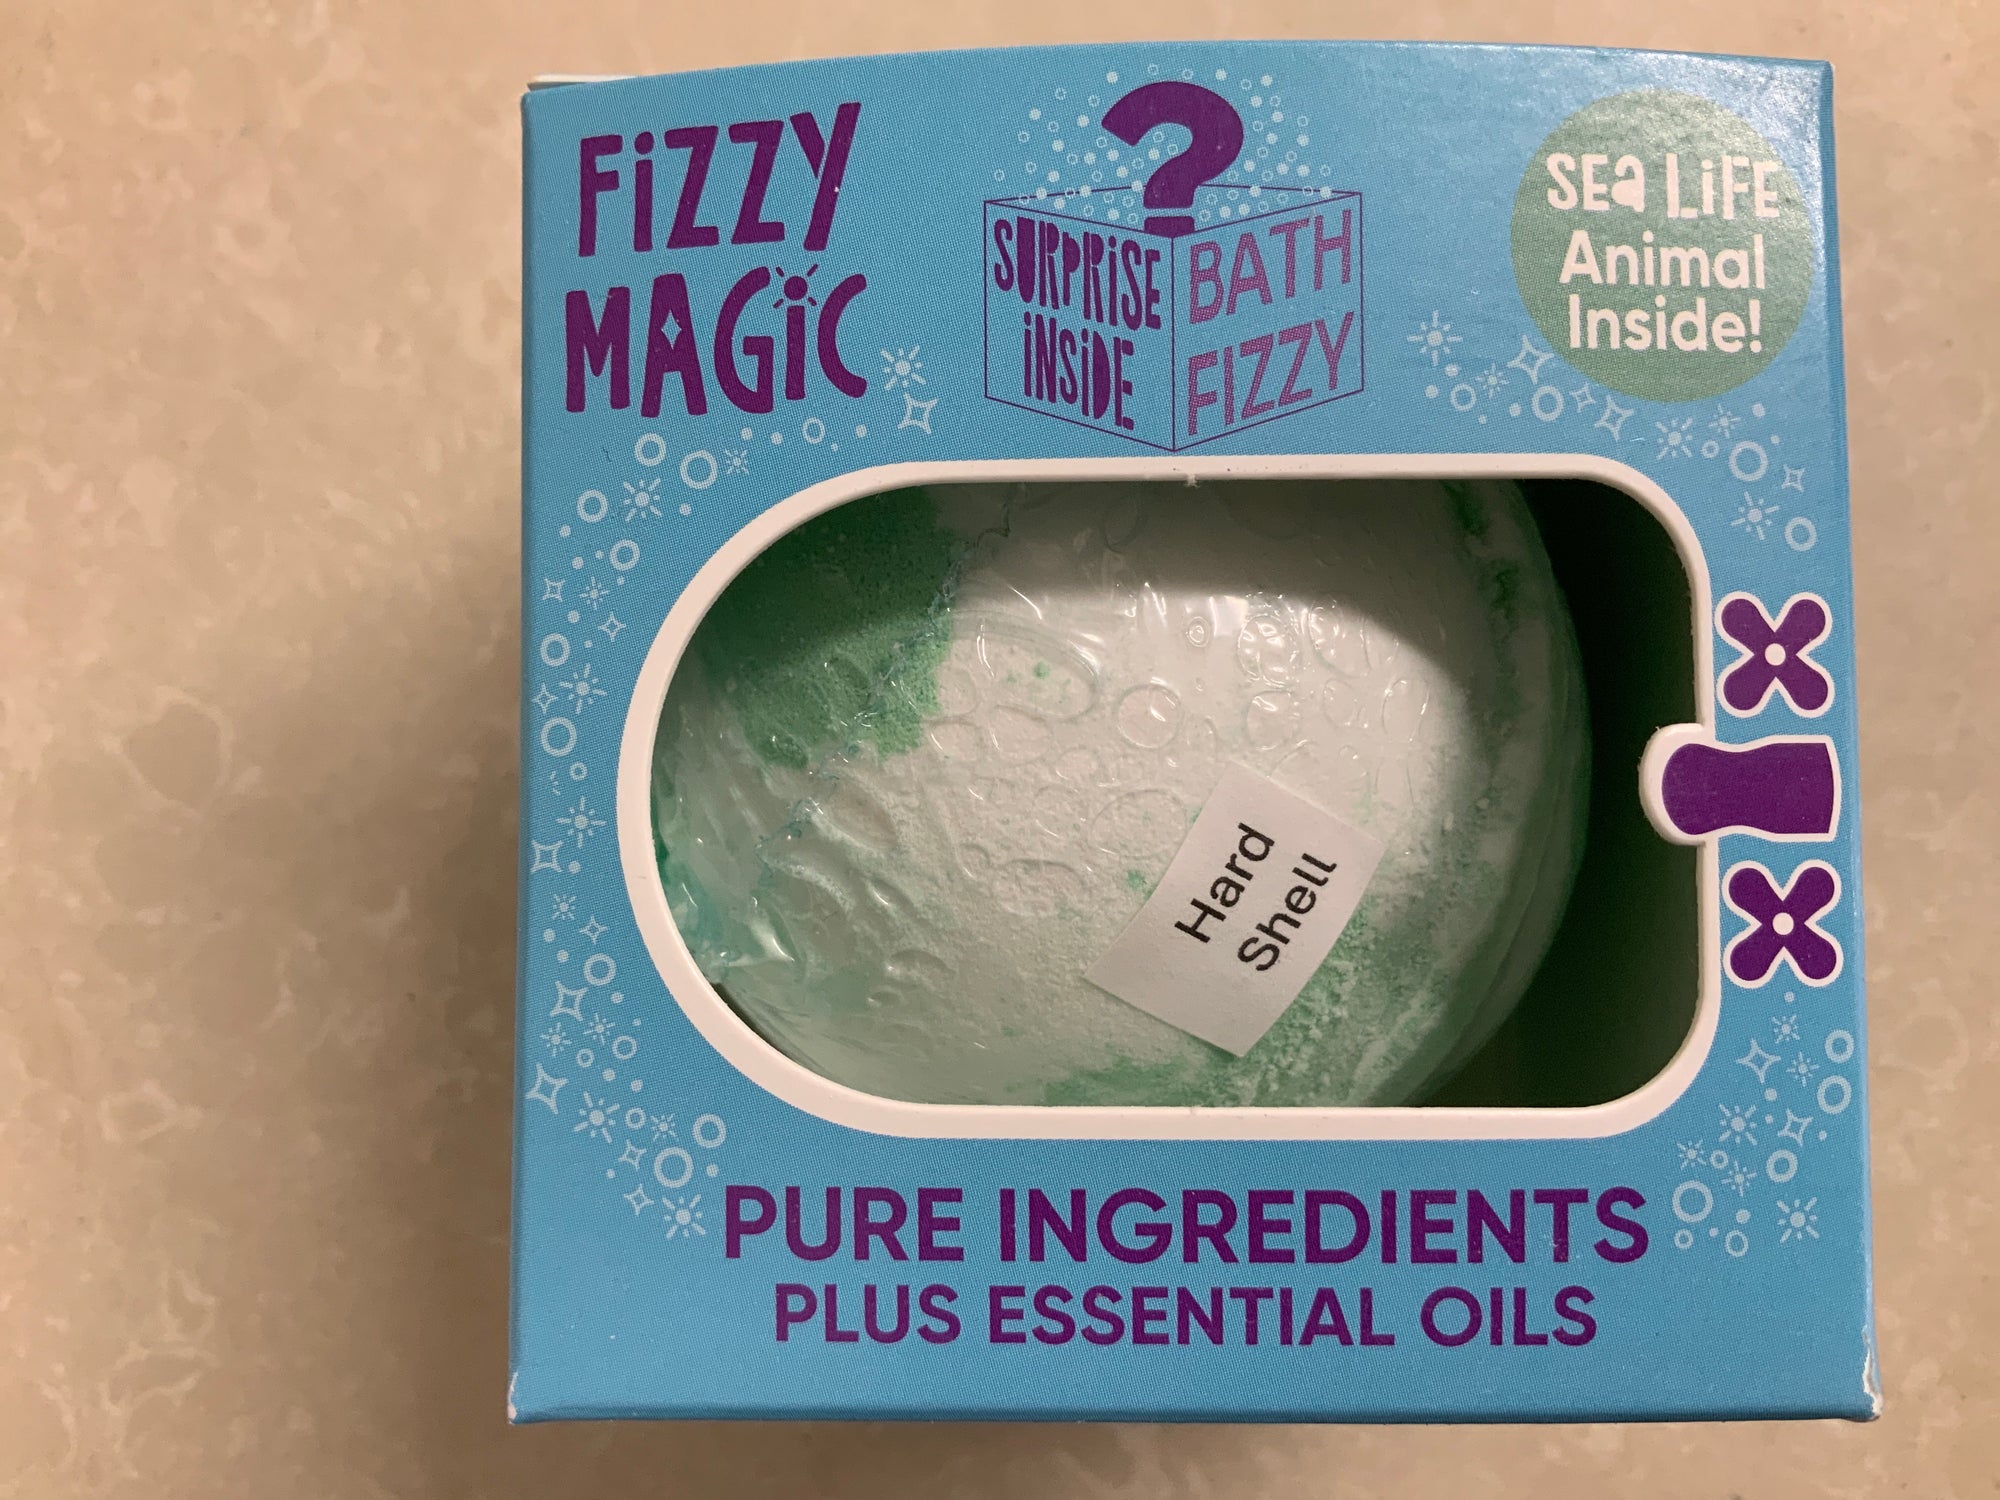 FiZZY
MAGiC
?
SURPRiSE
iNSiDE
BATH
FIZZY
SEa LiFE
Animal
Inside!
Hard
Shell
PURE INGREDIENTS
PLUS ESSENTIAL OILS